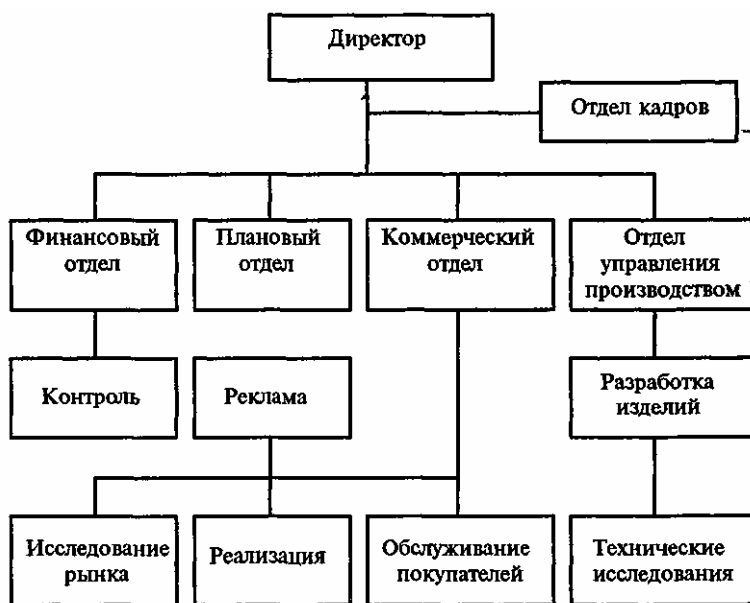 Директор
Отдел кадров
Финансовый
отдел
Плановый
отдел
Коммерческий
отдел
Отдел
управления
производством
Контроль
Реклама
Разработка
изделий
Исследование
рынка
Реализация
Обслуживание
покупателей
Технические
исследования